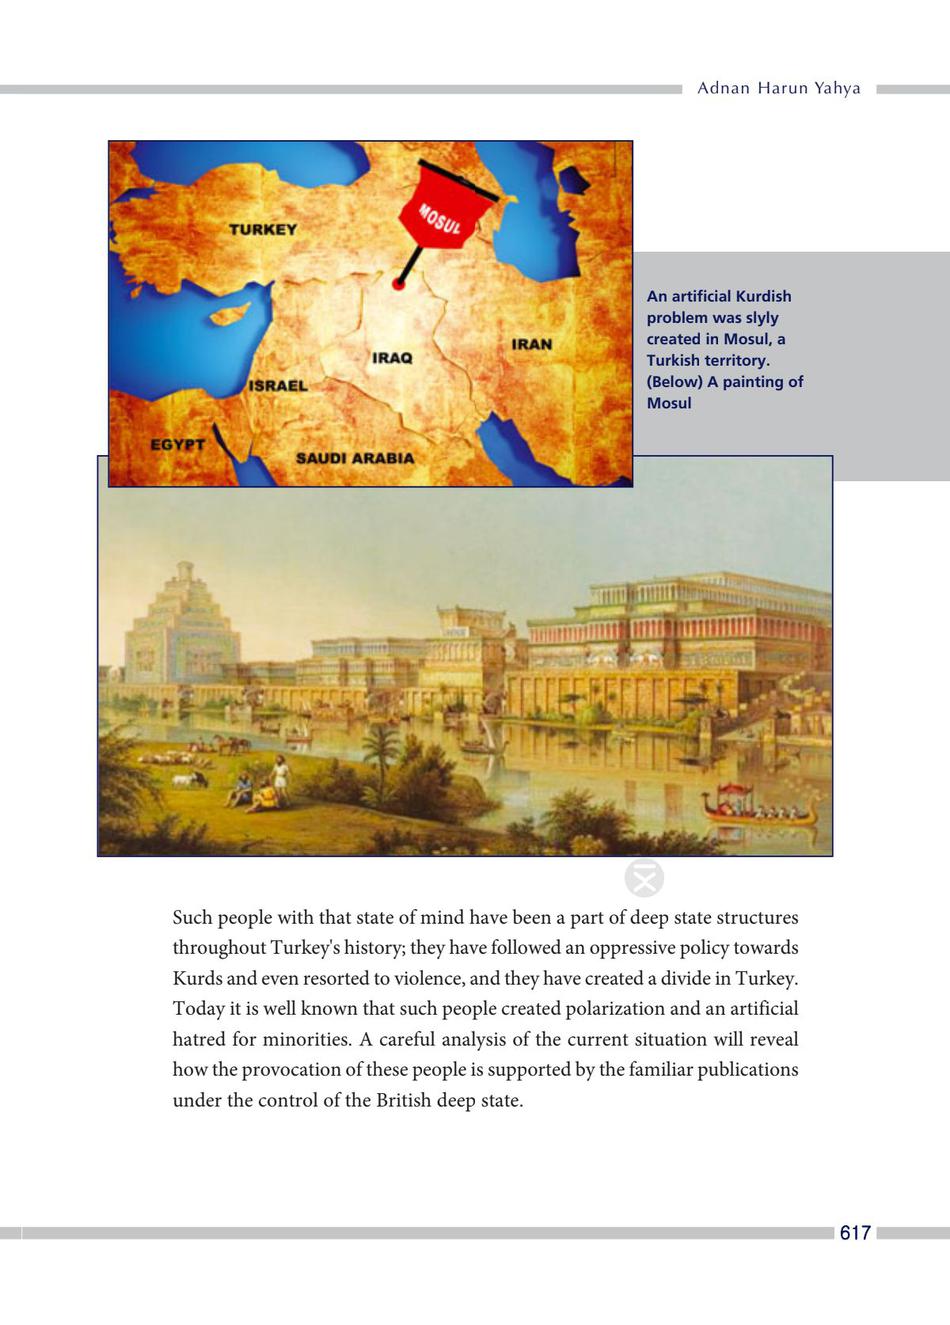 Adnan Harun Yahya
MOSUL
TURKEY
IRAN
IRAQ
ISRAEL
EGYPT
SAUDI ARABIA
An artificial Kurdish
problem was slyly
created in Mosul, a
Turkish territory.
(Below) A painting of
Mosul
Such people with that state of mind have been a part of deep state structures
throughout Turkey's history; they have followed an oppressive policy towards
Kurds and even resorted to violence, and they have created a divide in Turkey.
Today it is well known that such people created polarization and an artificial
hatred for minorities. A careful analysis of the current situation will reveal
how the provocation of these people is supported by the familiar publications
under the control of the British deep state.
617